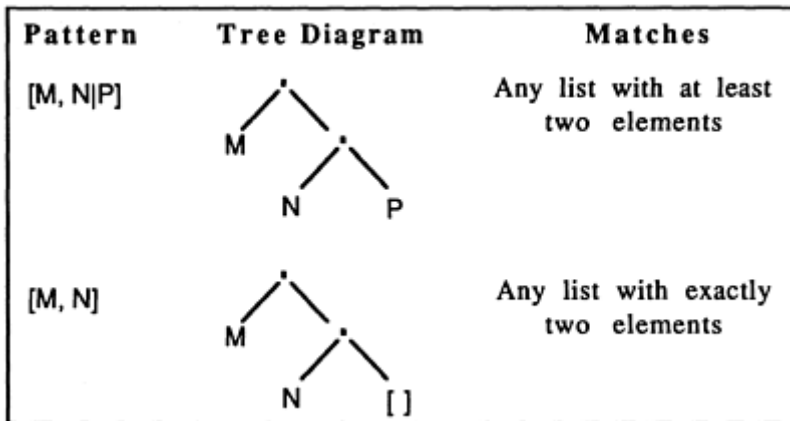 Pattern Tree Diagram Matches
[M, N|P]
.
M
.
N P
Any list with at least
two elements
[M, N]
.
M
.
N [ ]
Any list with exactly
two elements